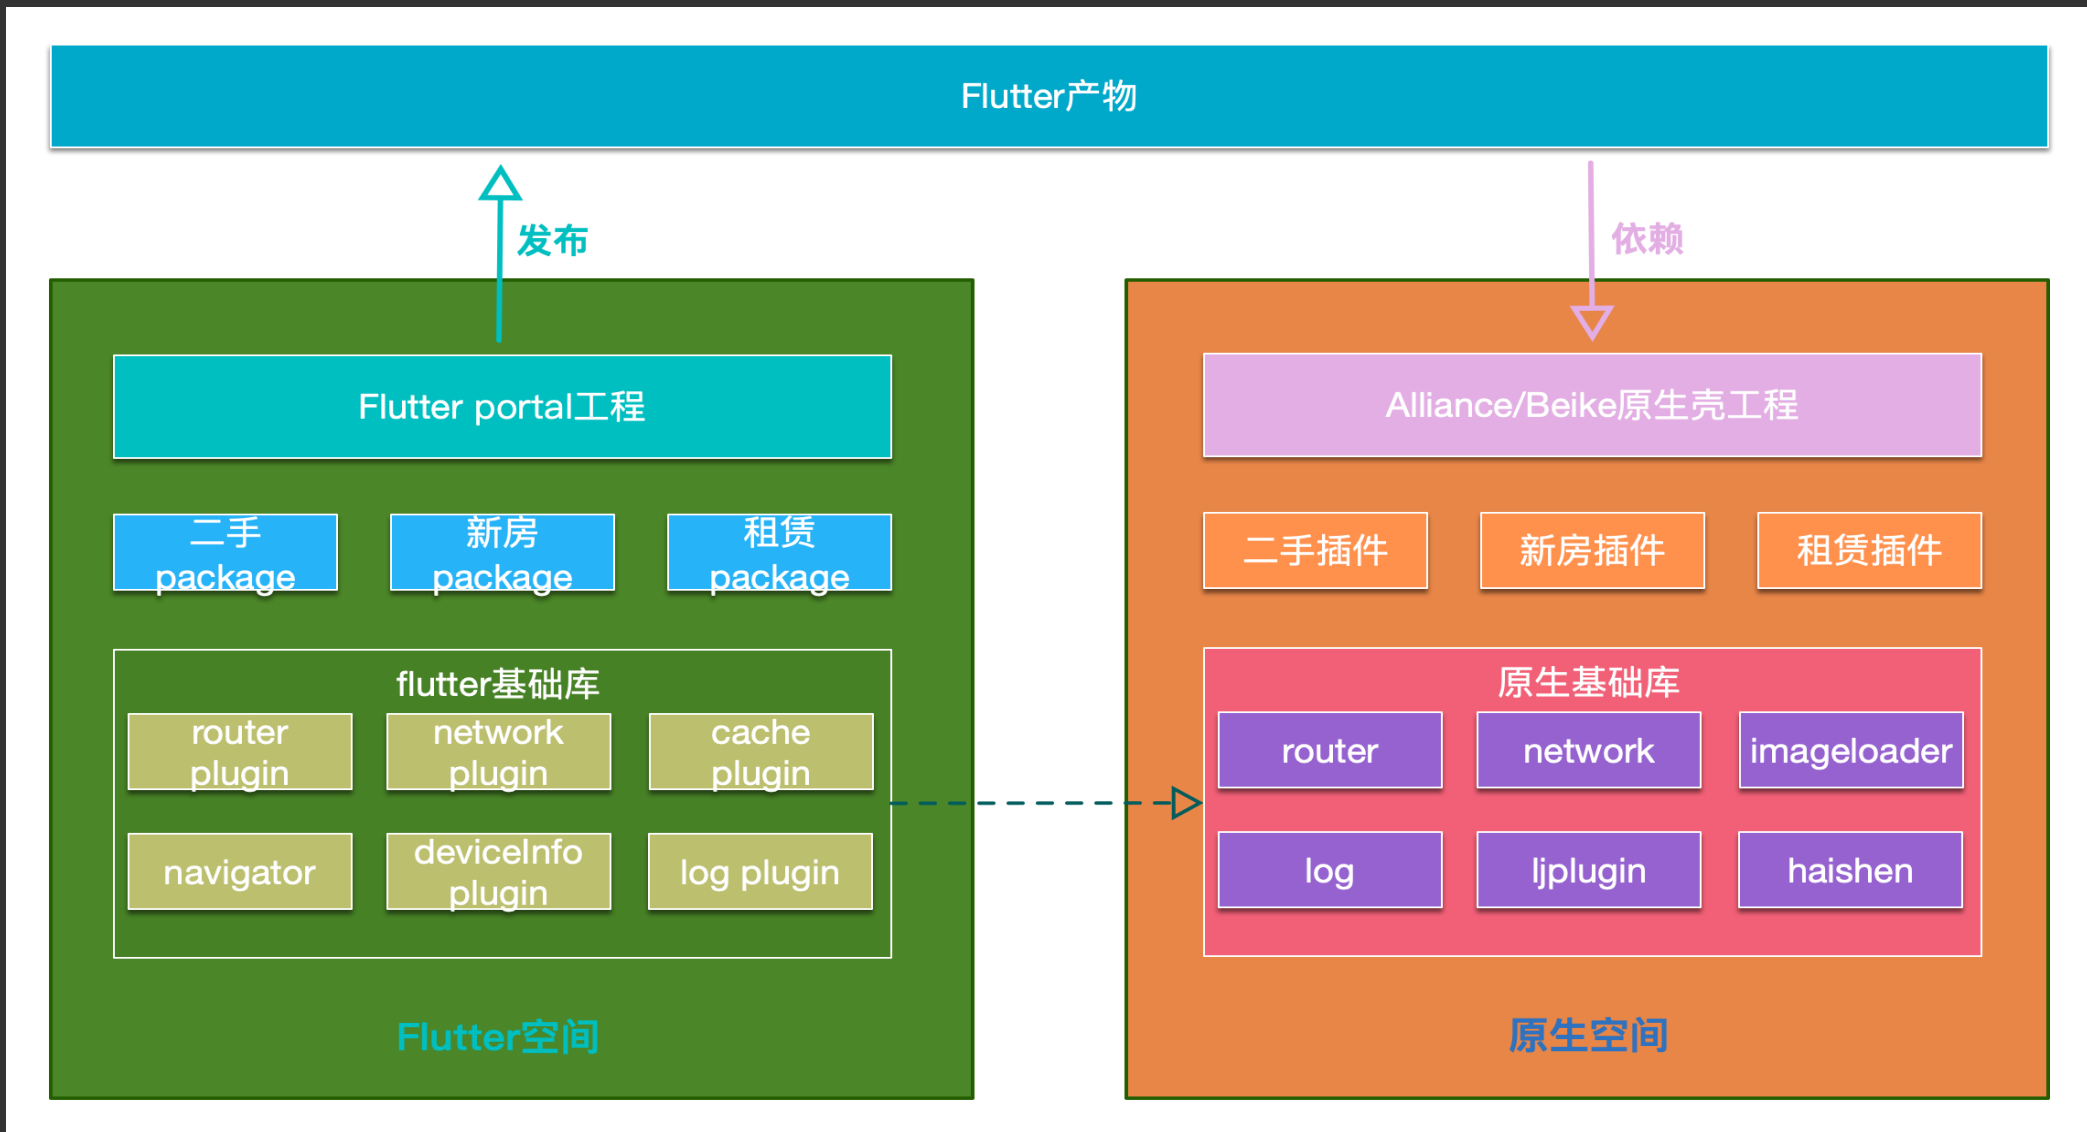 Flutter产物
发布
依赖
Flutter portal工程
二手
package
新房
package
租赁
package
flutter基础库
router
plugin
network
plugin
cache
plugin
navigator
deviceInfo
plugin
log plugin
Flutter空间
Alliance/Beike原生壳工程
二手插件
新房插件
租赁插件
原生基础库
router
network
imageloader
log
ljplugin
haishen
原生空间